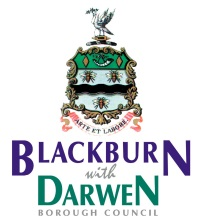 ARTE ET LABORE
BLACKBURN
with
DARWEN
BOROUGH COUNCIL